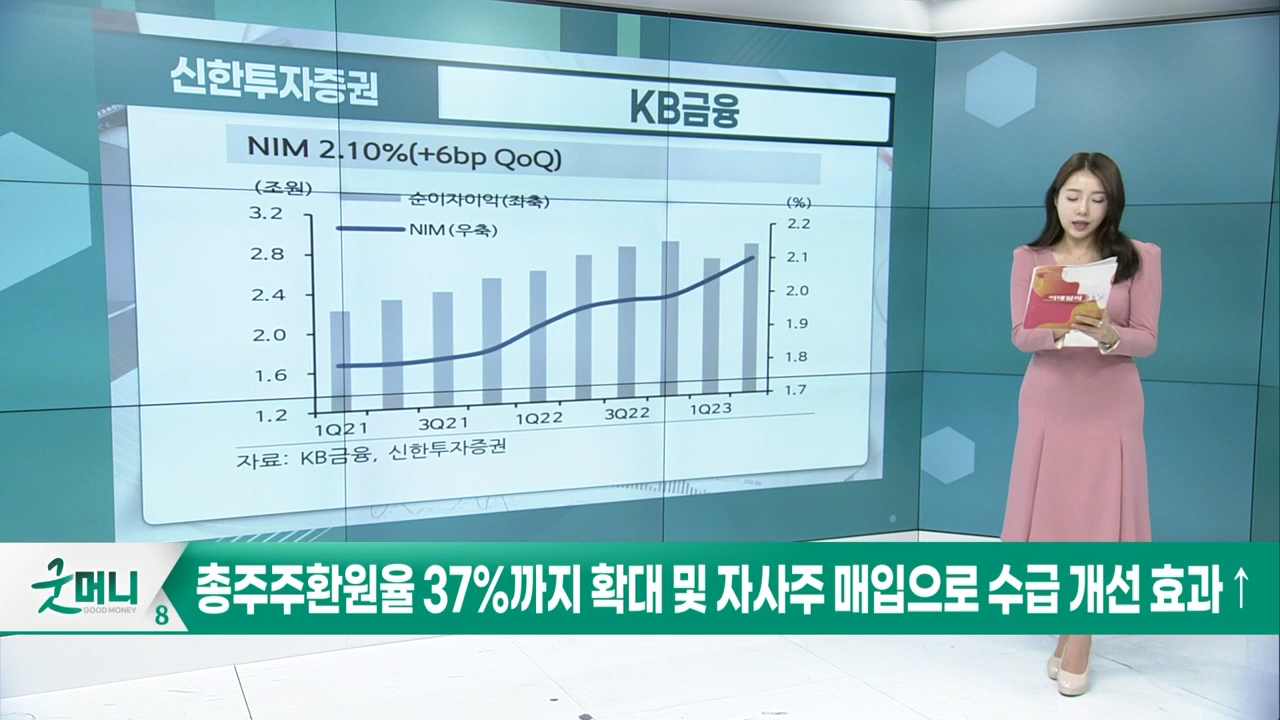 신한투자증권
KB금융
NIM 2.10%(+6bp QoQ)
(조원)
순이자이익(좌축)
NIM(우축)
(%)
3.2
2.8
2.4
2.0
1.6
1.2
2.2
2.1
2.0
1.9
1.8
1.7
1Q21
3Q21
1Q22
3Q22
1Q23
자료: KB금융, 신한투자증권
굿머니
GOOD MONEY
8
총주주환원율 37%까지 확대 및 자사주 매입으로 수급 개선 효과↑